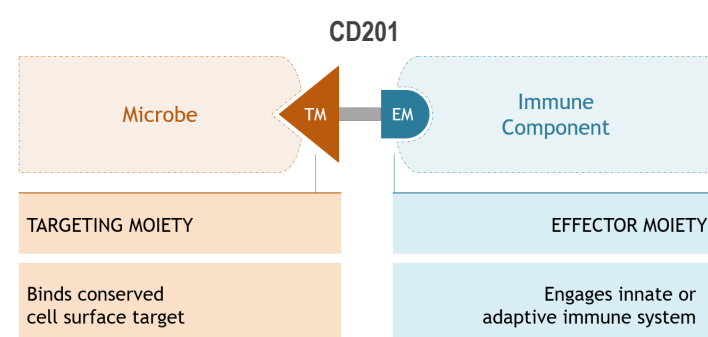 CD201
Microbe
TM
EM
Immune
Component
TARGETING MOIETY
EFFECTOR MOIETY
Binds conserved
cell surface target
Engages innate or
adaptive immune system